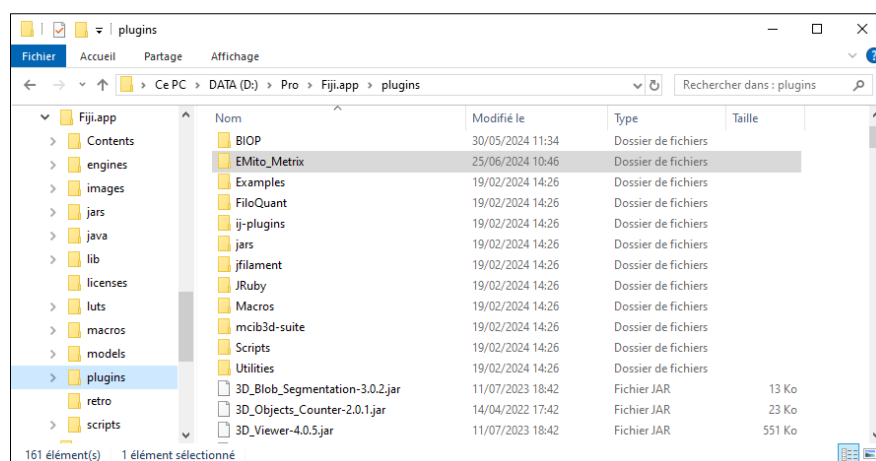 plugins
Fichier Accueil Partage Affichage
Ce PC > DATA (D:) > Pro > Fiji.app > plugins
Rechercher dans : plugins
Fiji.app
Contents
engines
images
jars
java
lib
licenses
luts
macros
models
plugins
retro
scripts
Nom Modifié le Type Taille
BIOP 30/05/2024 11:34 Dossier de fichiers
EMito_Metrix 25/06/2024 10:46 Dossier de fichiers
Examples 19/02/2024 14:26 Dossier de fichiers
FiloQuant 19/02/2024 14:26 Dossier de fichiers
ij-plugins 19/02/2024 14:26 Dossier de fichiers
jars 19/02/2024 14:26 Dossier de fichiers
jfilament 19/02/2024 14:26 Dossier de fichiers
JRuby 19/02/2024 14:26 Dossier de fichiers
Macros 19/02/2024 14:26 Dossier de fichiers
mcib3d-suite 19/02/2024 14:26 Dossier de fichiers
Scripts 19/02/2024 14:26 Dossier de fichiers
Utilities 19/02/2024 14:26 Dossier de fichiers
3D_Blob_Segmentation-3.0.2.jar 11/07/2023 18:42 Fichier JAR 13 Ko
3D_Objects_Counter-2.0.1.jar 14/04/2022 17:42 Fichier JAR 23 Ko
3D_Viewer-4.0.5.jar 11/07/2023 18:42 Fichier JAR 551 Ko
161 élément(s) 1 élément sélectionné